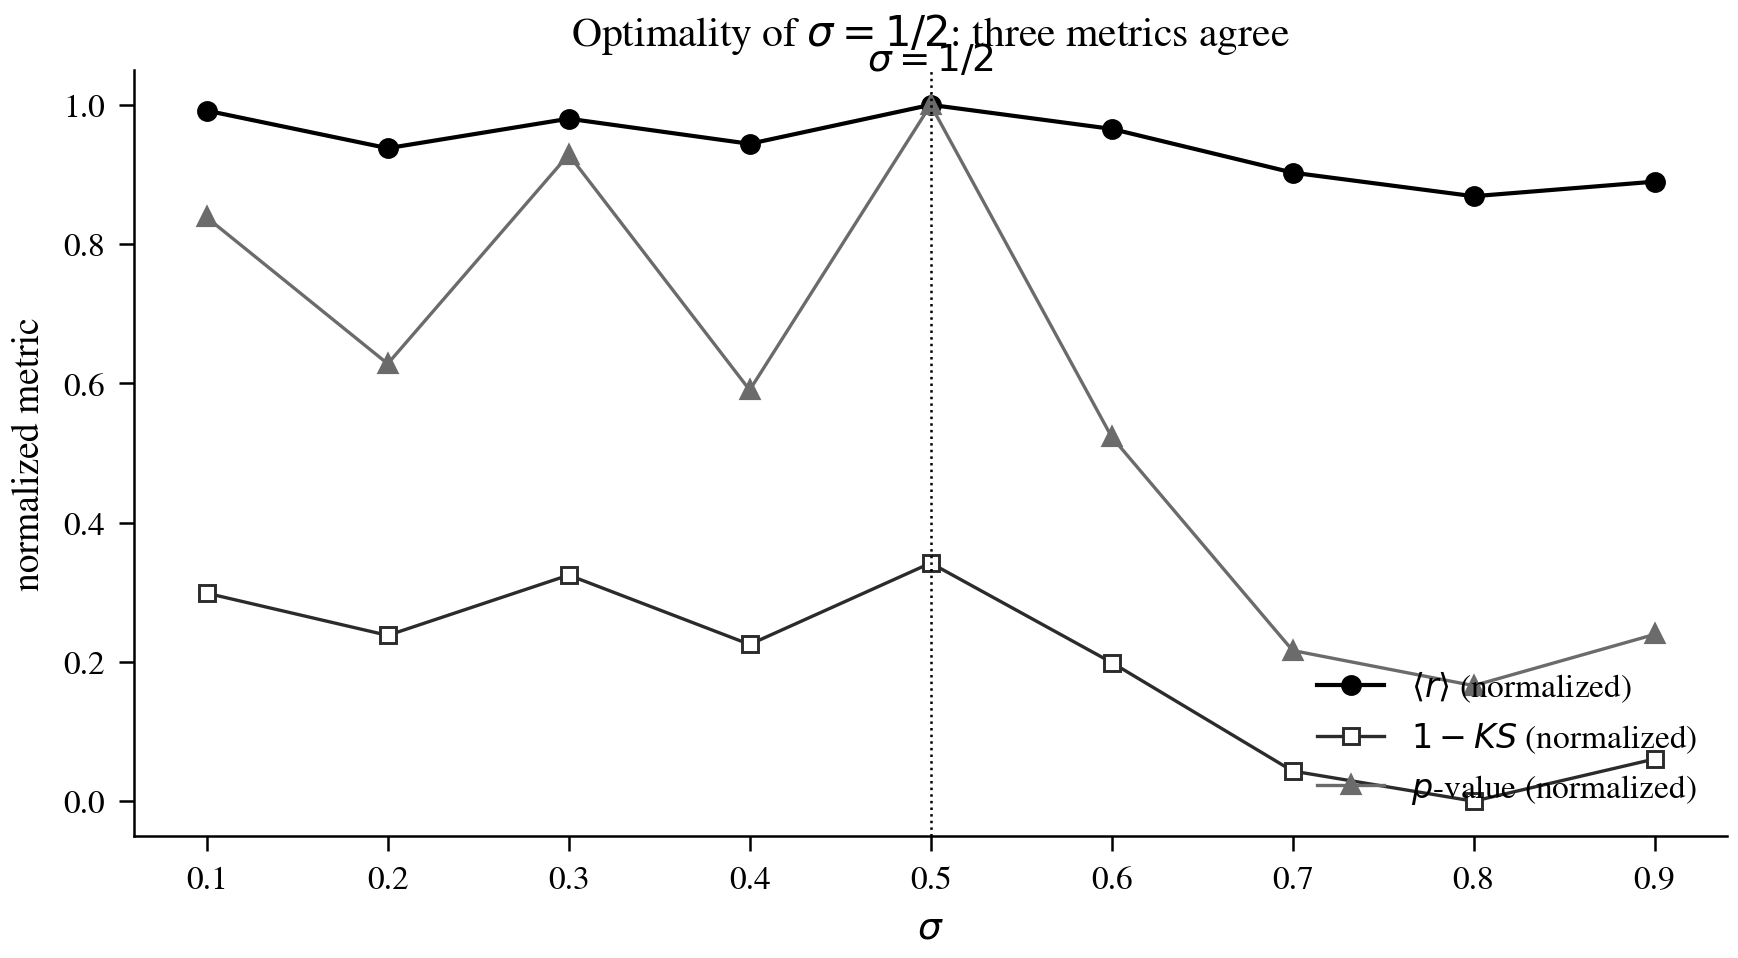 Optimality of σ = 1/2: three metrics agree
σ = 1/2
normalized metric
1.0
0.8
0.6
0.4
0.2
0.0
⟨r⟩ (normalized)
1 − KS (normalized)
p-value (normalized)
0.1 0.2 0.3 0.4 0.5 0.6 0.7 0.8 0.9
σ